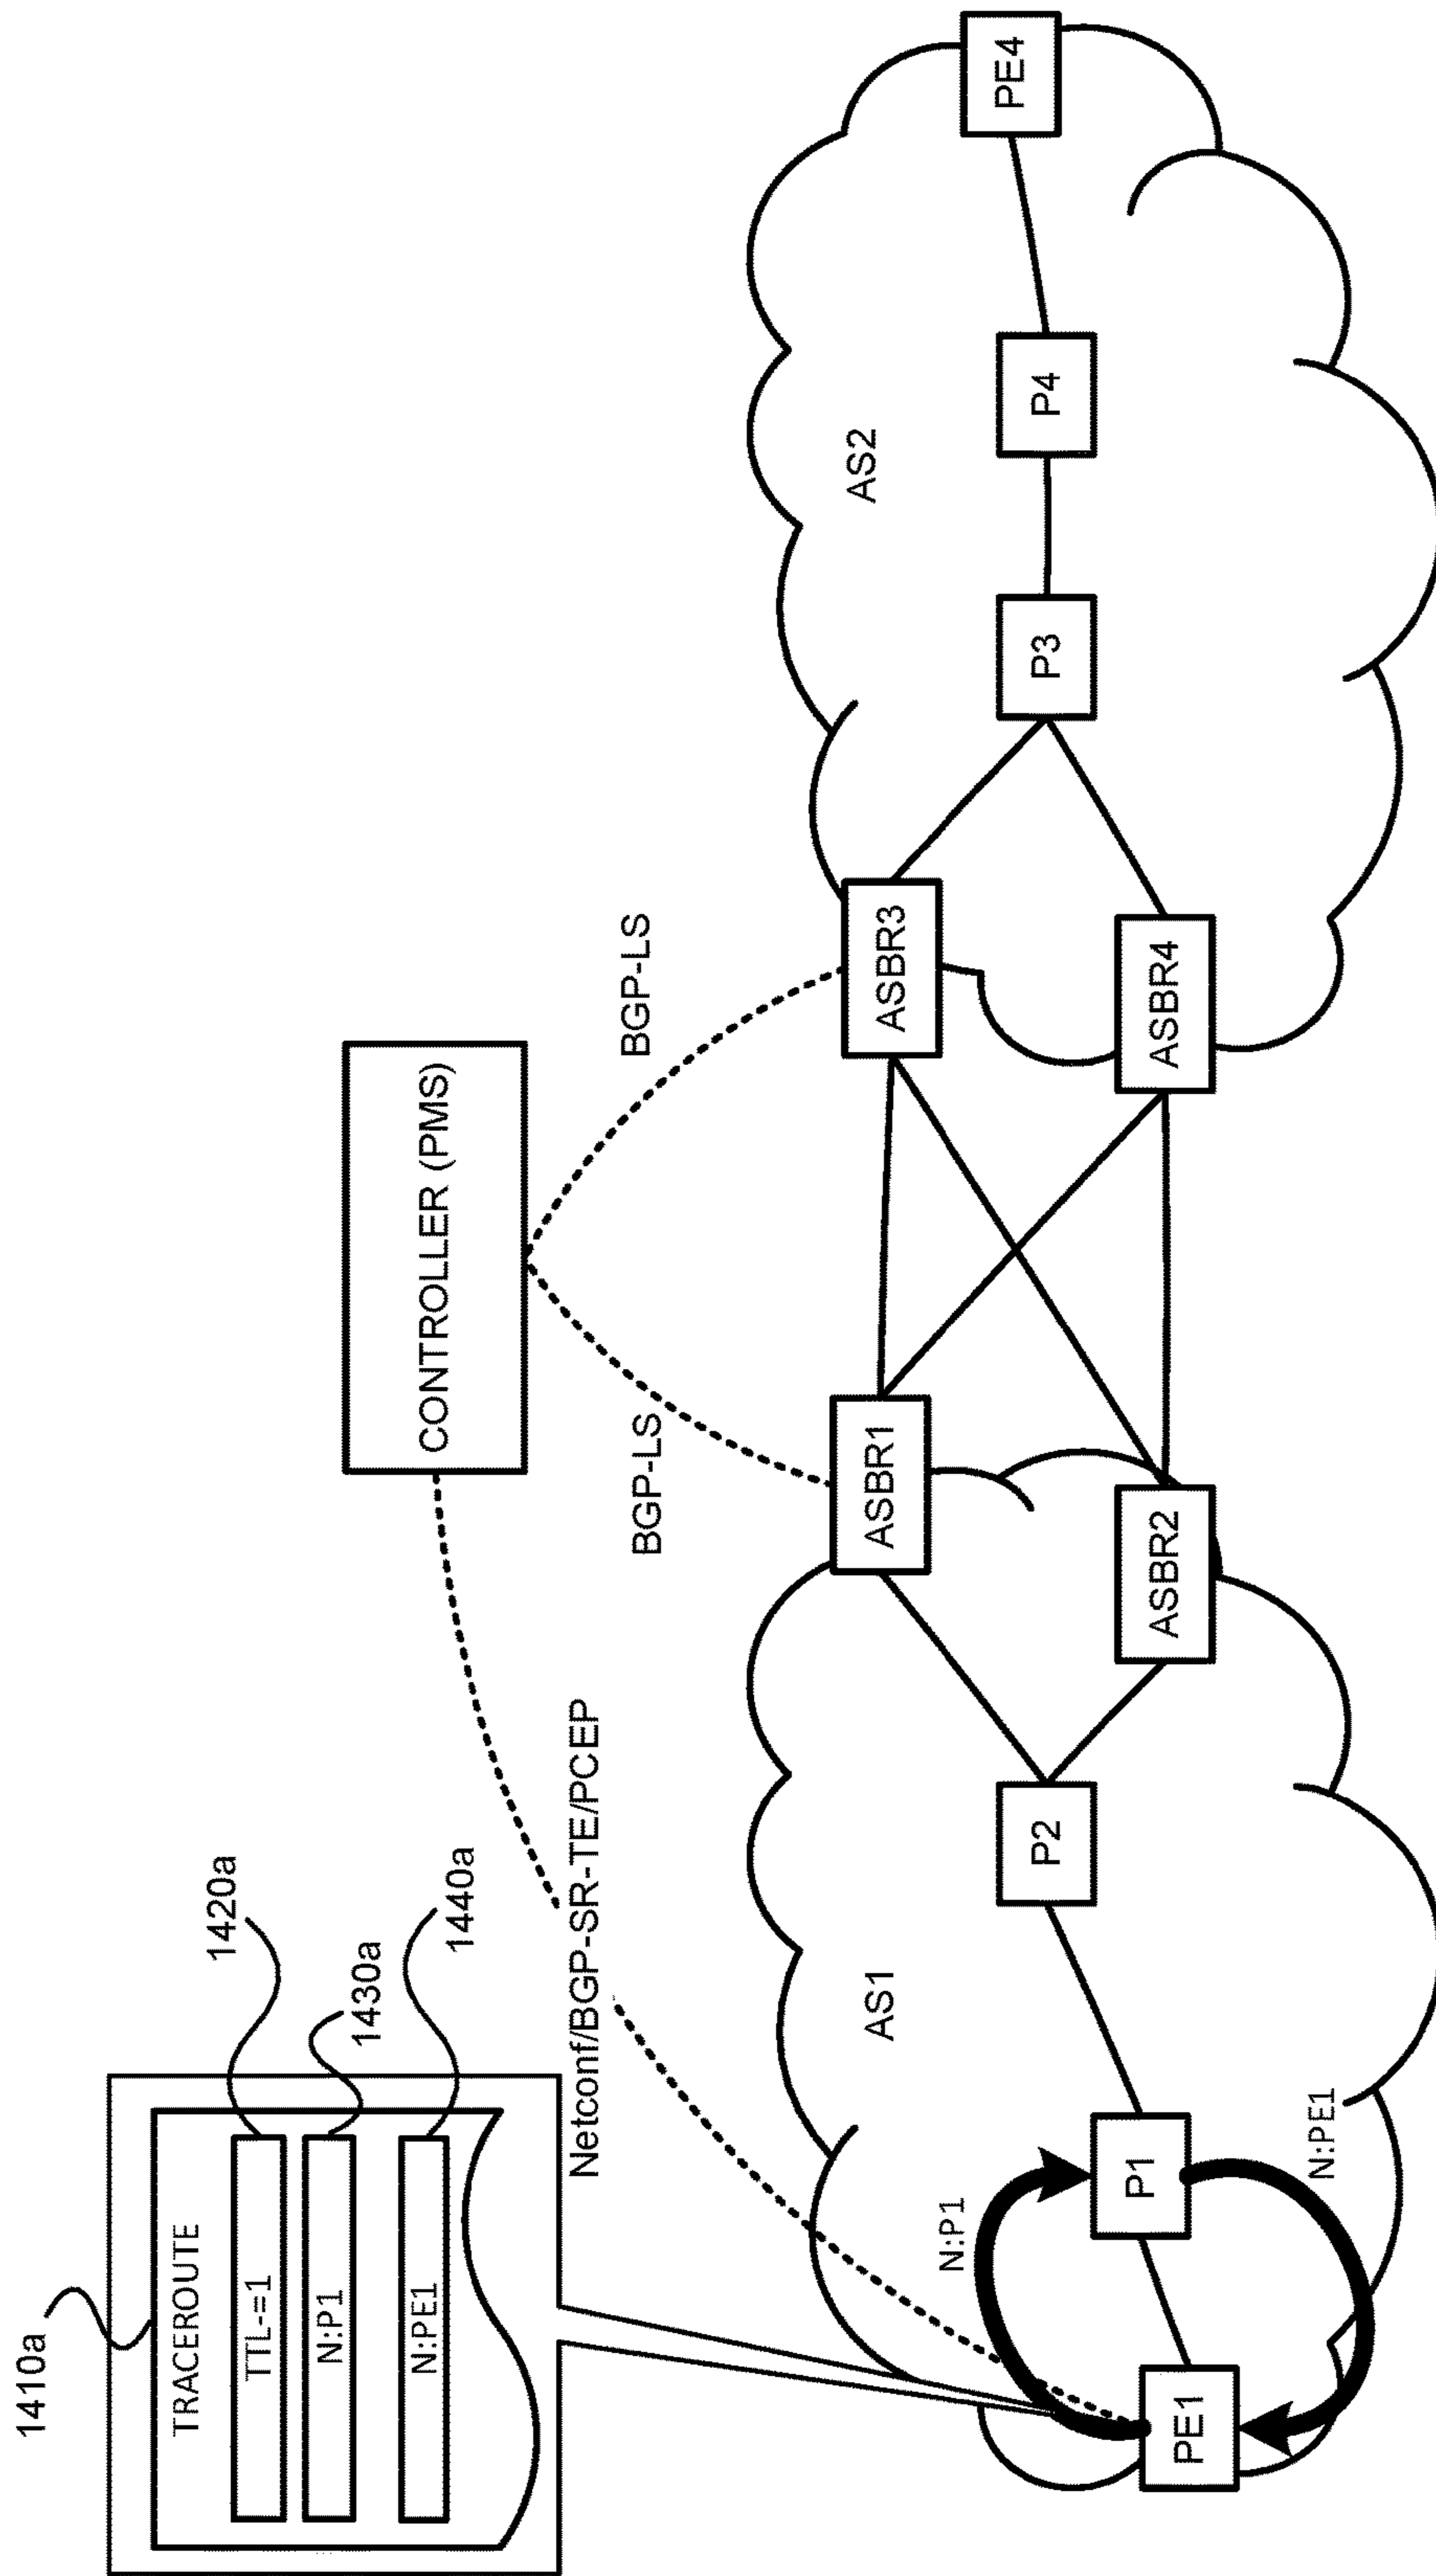 1410a
TRACEROUTE
TTL-=1
N:P1
N:PE1
1420a
1430a
1440a
CONTROLLER (PMS)
Netconf/BGP-SR-TE/PCEP
BGP-LS
BGP-LS
AS1
AS2
PE1
N:P1
P1
N:PE1
P2
ASBR1
ASBR2
ASBR3
ASBR4
P3
P4
PE4